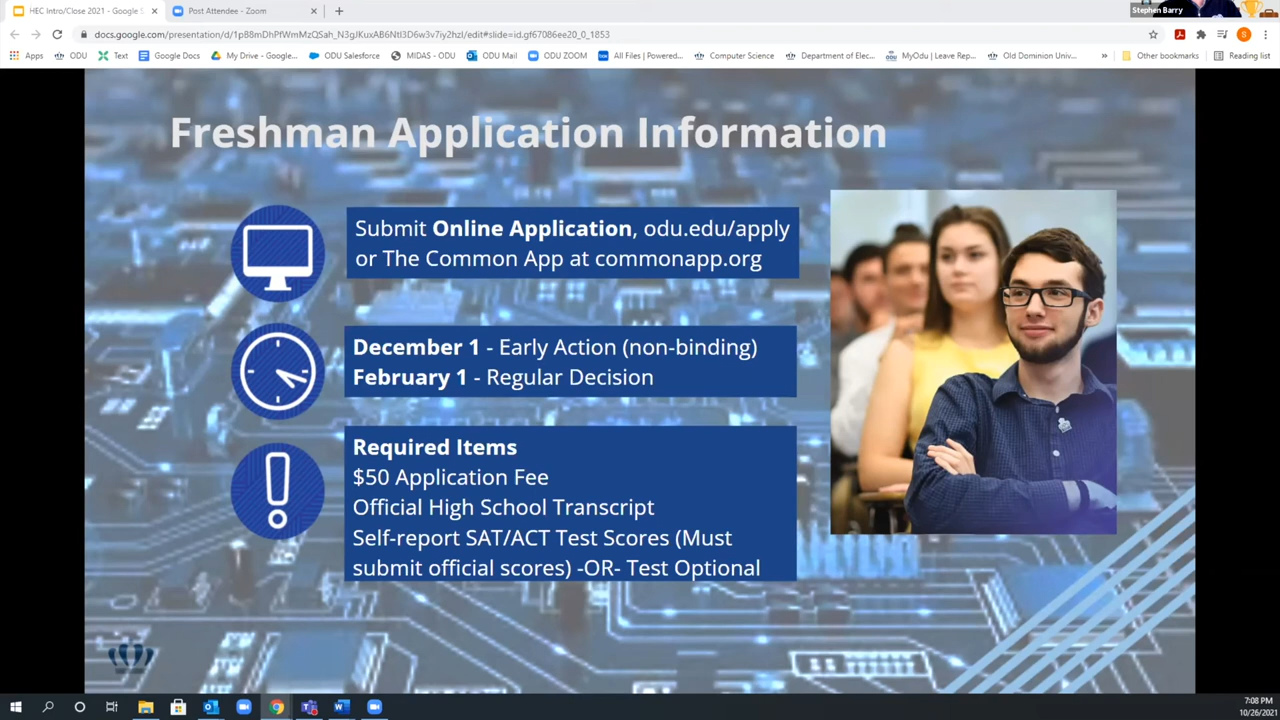 HEC Intro/Close 2021 - Google S
Post Attendee - Zoom
Stephen Barry
docs.google.com/presentation/d/1pB8mDhPfWmMzQSah_N3gJKuxAB6NtI3D6w3v7iy2hzI/edit#slide=id.gf67086ee20_0_1853
S
Apps
ODU
Text
Google Docs
My Drive - Google...
ODU Salesforce
MIDAS - ODU
ODU Mail
ODU ZOOM
All Files | Powered...
Computer Science
Department of Elec...
MyOdu | Leave Rep...
Old Dominion Univ...
»
Other bookmarks
Reading list
Freshman Application Information
Submit Online Application, odu.edu/apply
or The Common App at commonapp.org
December 1 - Early Action (non-binding)
February 1 - Regular Decision
Required Items
$50 Application Fee
Official High School Transcript
Self-report SAT/ACT Test Scores (Must
submit official scores) -OR- Test Optional
7:08 PM
10/26/2021